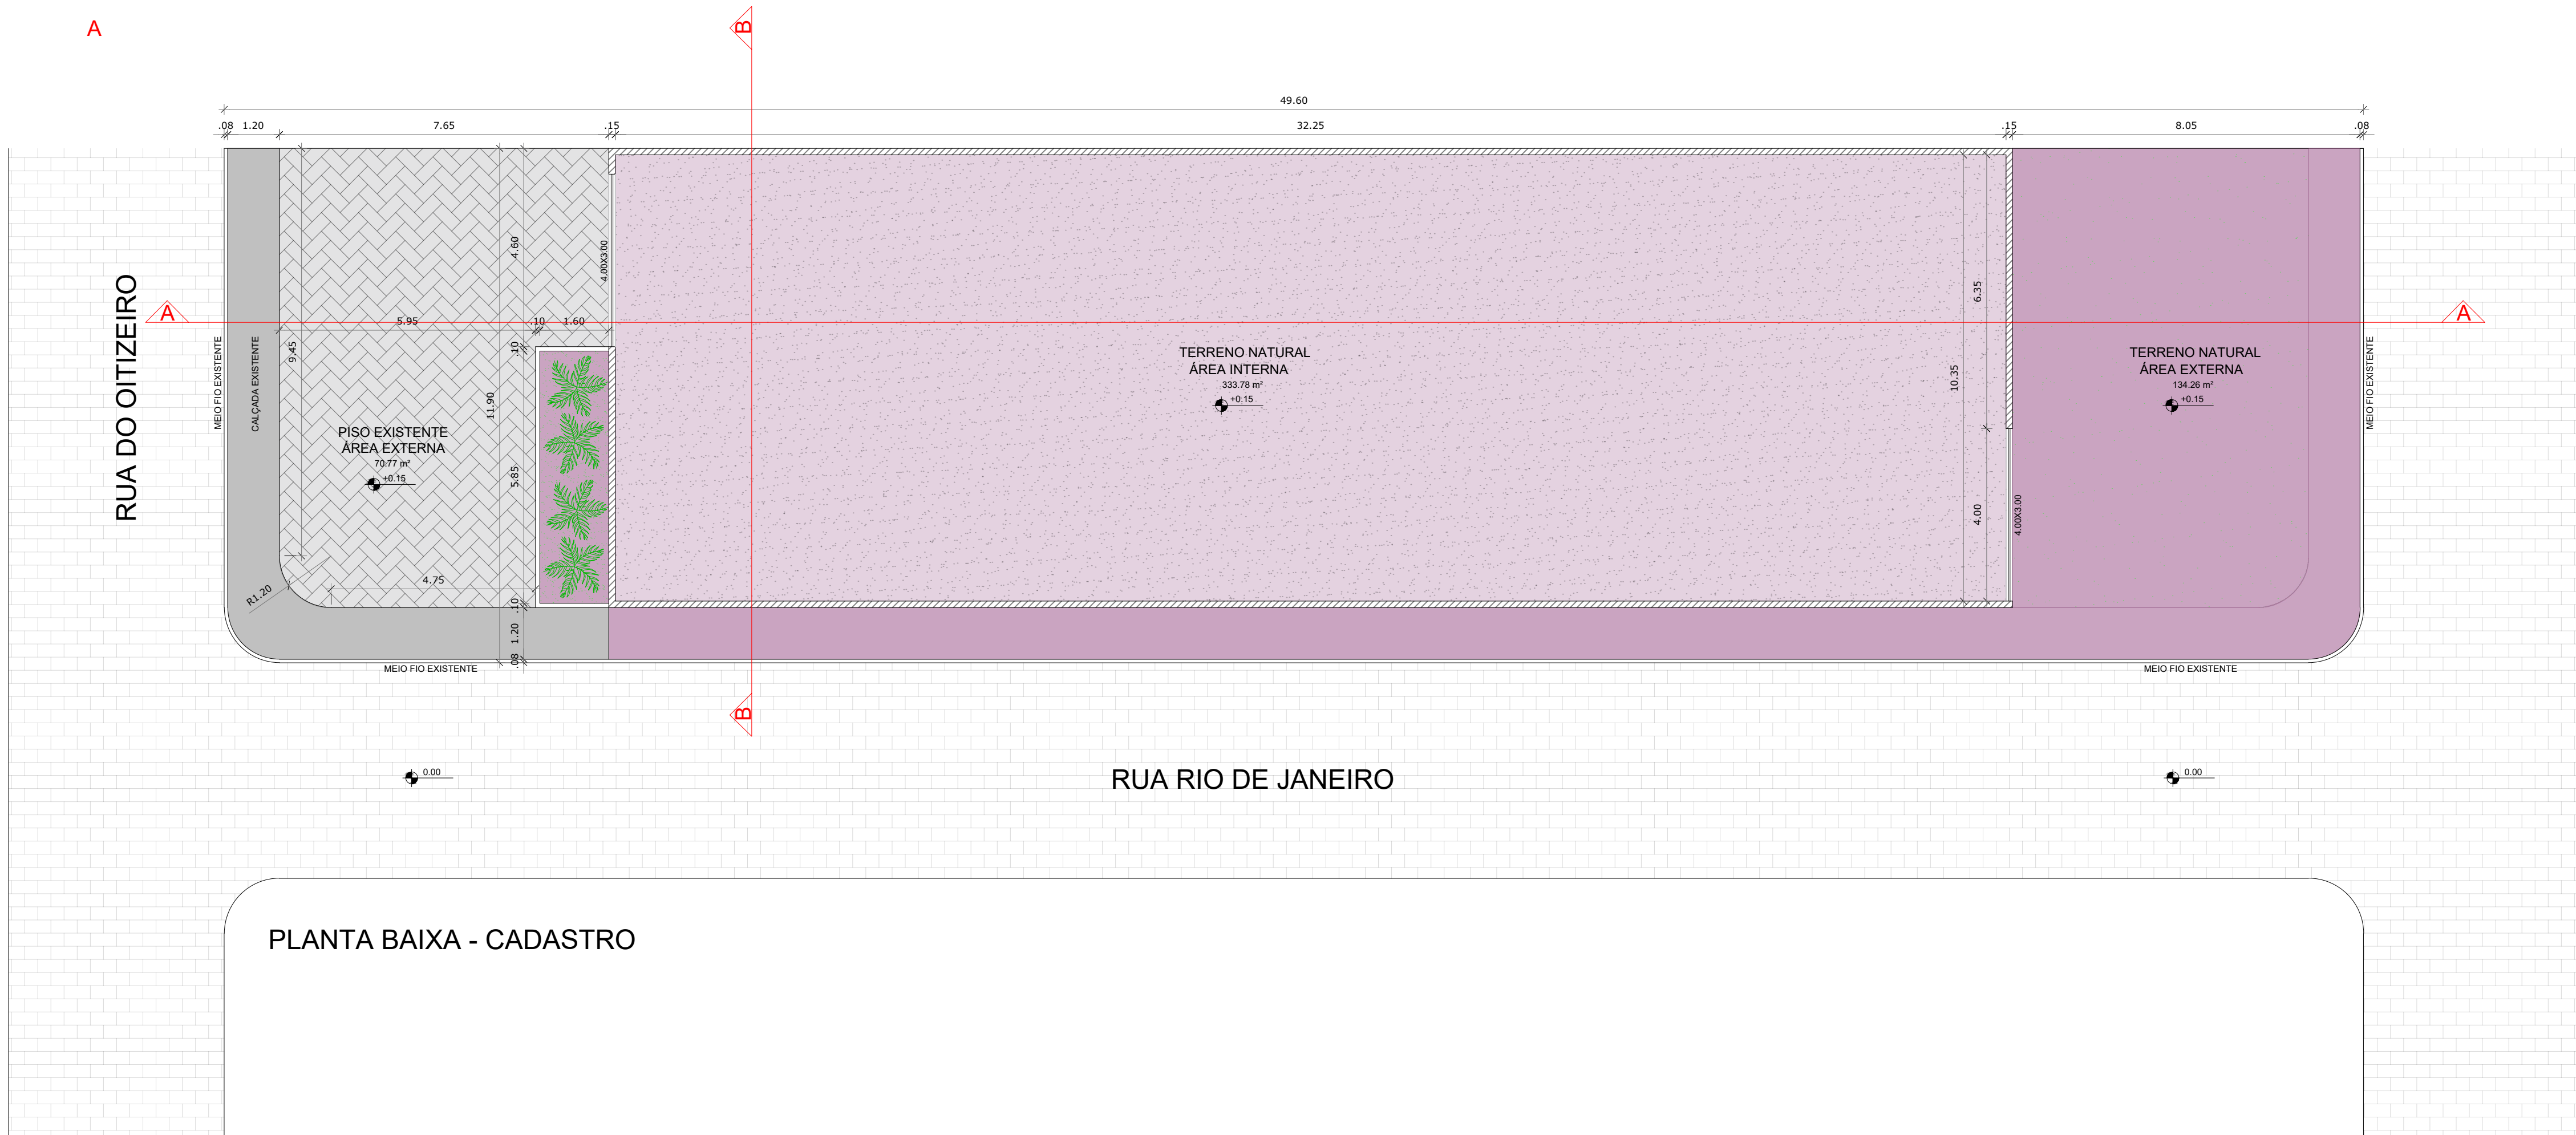 A
B
49.60
.08
1.20
7.65
.15
32.25
.15
8.05
.08
RUA DO OITIZEIRO
A
MEIO FIO EXISTENTE
CALÇADA EXISTENTE
9.45
5.95
.10
1.60
4.60
.10
11.90
5.85
4.00X3.00
PISO EXISTENTE
ÁREA EXTERNA
70.77 m²
+0.15
R1.20
4.75
.10
1.20
.08
MEIO FIO EXISTENTE
TERRENO NATURAL
ÁREA INTERNA
333.78 m²
+0.15
10.35
6.35
4.00
4.00X3.00
TERRENO NATURAL
ÁREA EXTERNA
134.26 m²
+0.15
MEIO FIO EXISTENTE
A
MEIO FIO EXISTENTE
B
0.00
RUA RIO DE JANEIRO
0.00
PLANTA BAIXA - CADASTRO